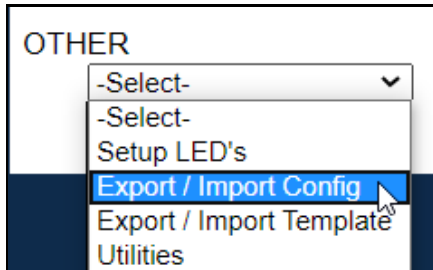 OTHER
-Select-
-Select-
Setup LED's
Export / Import Config
Export / Import Template
Utilities